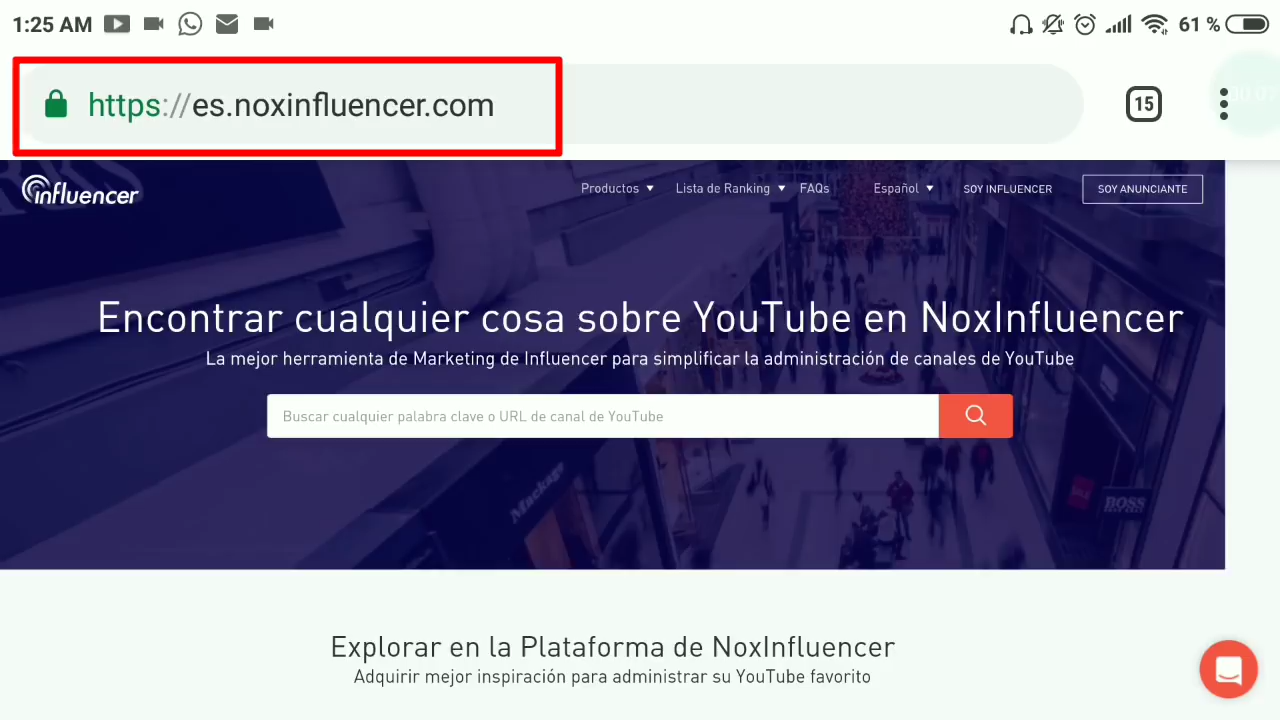 1:25 AM 61 %
https://es.noxinfluencer.com 15
influencer Productos Lista de Ranking FAQs Español SOY INFLUENCER SOY ANUNCIANTE
Encontrar cualquier cosa sobre YouTube en NoxInfluencer
La mejor herramienta de Marketing de Influencer para simplificar la administración de canales de YouTube
Buscar cualquier palabra clave o URL de canal de YouTube
Mackage
SALE
BOSS
Explorar en la Plataforma de NoxInfluencer
Adquirir mejor inspiración para administrar su YouTube favorito